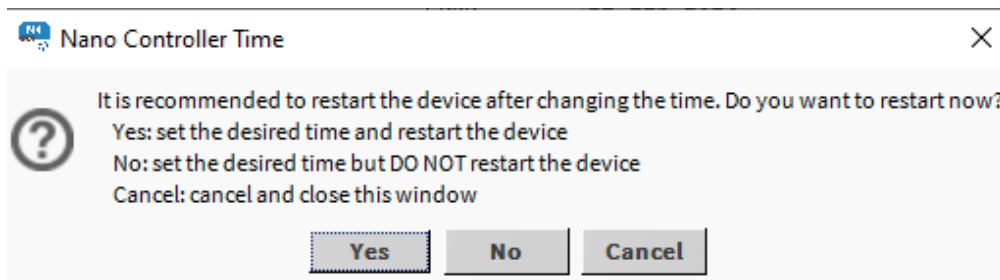 Nano Controller Time
It is recommended to restart the device after changing the time. Do you want to restart now?
Yes: set the desired time and restart the device
No: set the desired time but DO NOT restart the device
Cancel: cancel and close this window
Yes No Cancel